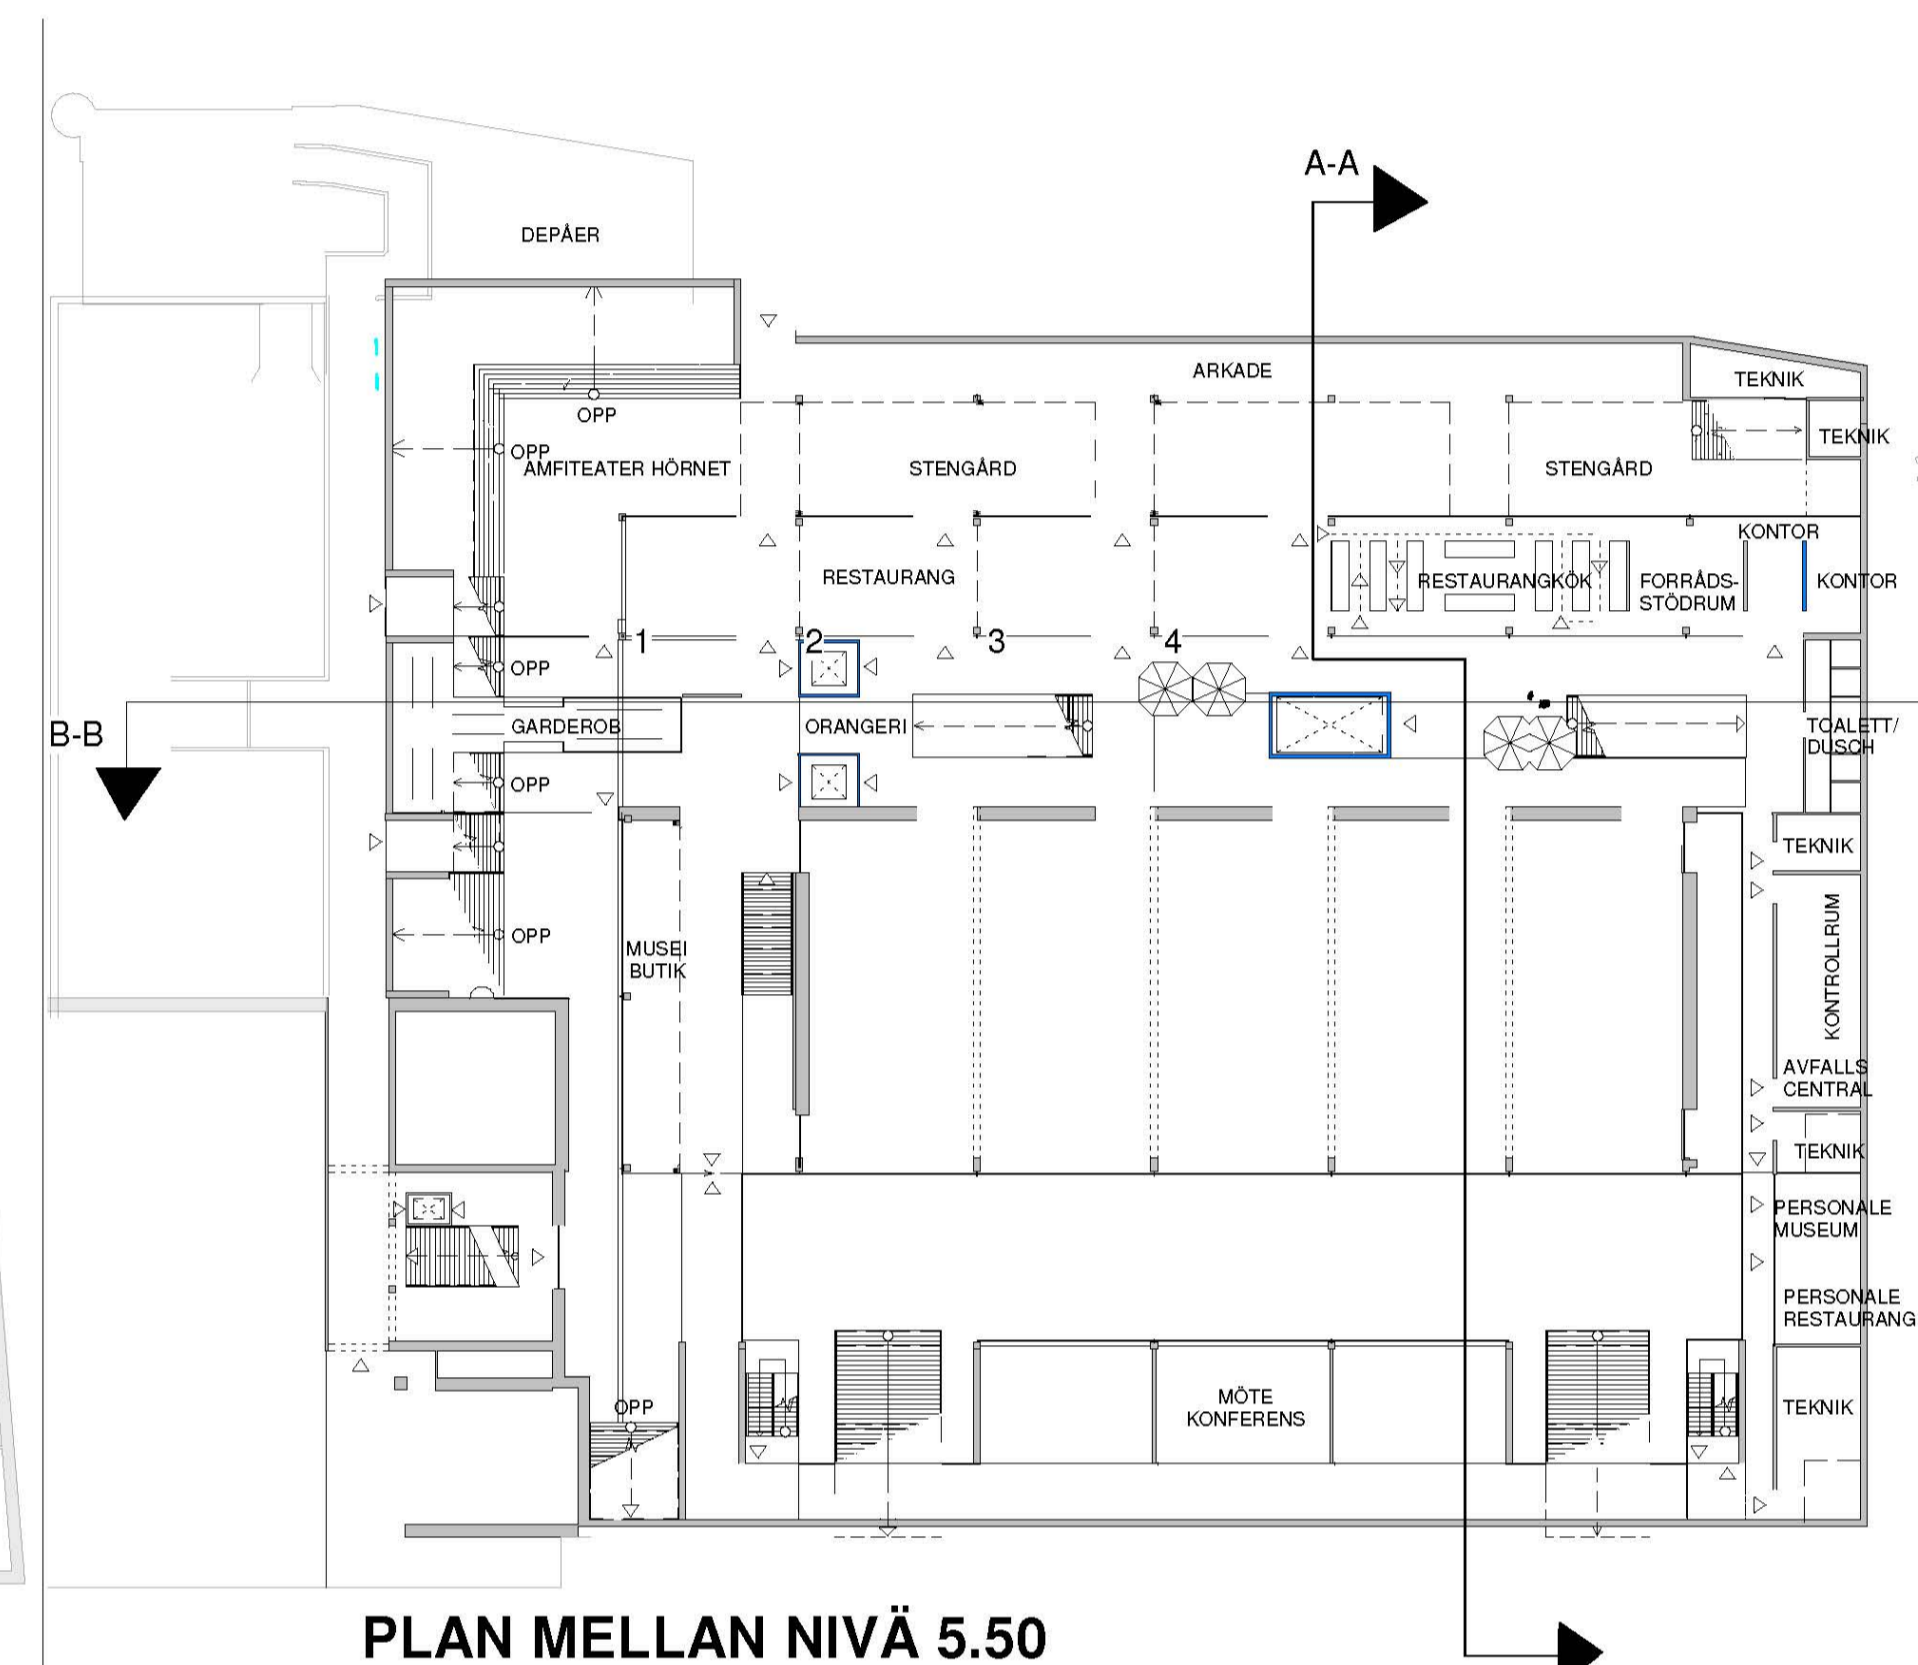 A-A
DEPÅER
ARKADE
TEKNIK
OPP
TEKNIK
OPP
AMFITEATER HÖRNET
STENGÅRD
STENGÅRD
KONTOR
RESTAURANG
RESTAURANGKÖK
FORRÅDS-
STÖDRUM
KONTOR
1
2
3
4
OPP
B-B
GARDEROB
ORANGERI
TOALETT/
DUSCH
OPP
TEKNIK
OPP
MUSEI
BUTIK
KONTROLLRUM
AVFALLS
CENTRAL
TEKNIK
PERSONALE
MUSEUM
PERSONALE
RESTAURANG
OPP
MÖTE
KONFERENS
TEKNIK
PLAN MELLAN NIVÄ 5.50